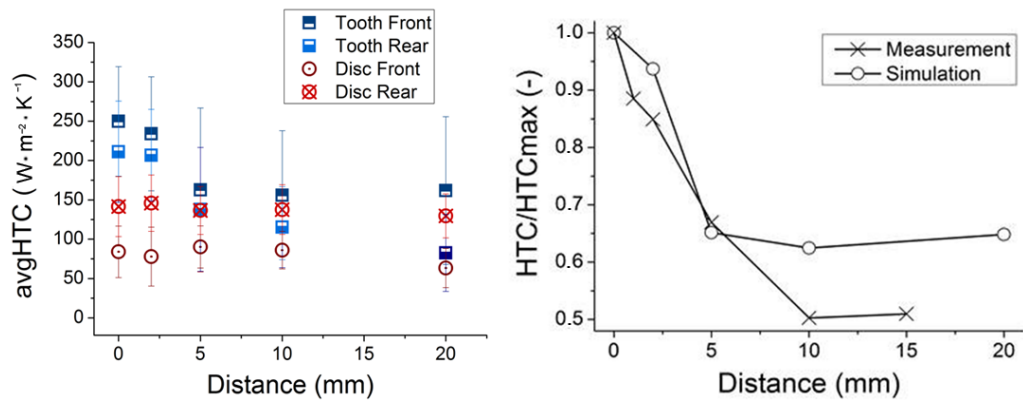 Tooth Front
Tooth Rear
Disc Front
Disc Rear
350
300
250
200
150
100
50
0
avgHTC ( W·m⁻²·K⁻¹)
0
5
10
15
20
Distance (mm)
Measurement
Simulation
1.0
0.9
0.8
0.7
0.6
0.5
HTC/HTCmax (-)
0
5
10
15
20
Distance (mm)